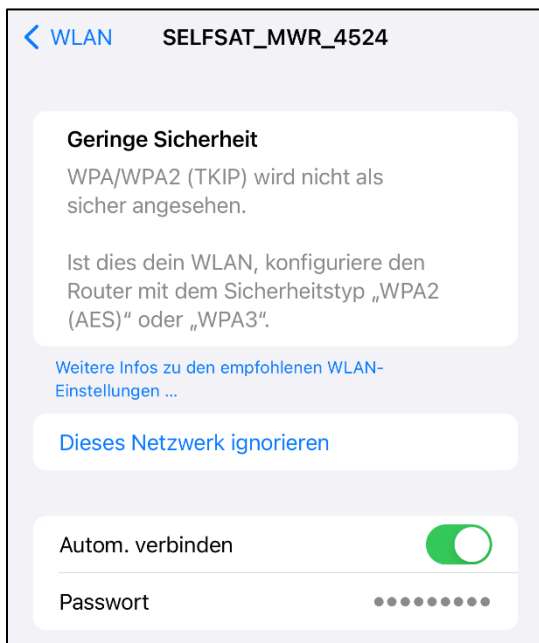 WLAN SELFSAT_MWR_4524
Geringe Sicherheit
WPA/WPA2 (TKIP) wird nicht als
sicher angesehen.
Ist dies dein WLAN, konfiguriere den
Router mit dem Sicherheitstyp „WPA2
(AES)“ oder „WPA3“.
Weitere Infos zu den empfohlenen WLAN-
Einstellungen ...
Dieses Netzwerk ignorieren
Autom. verbinden
Passwort ●●●●●●●●●